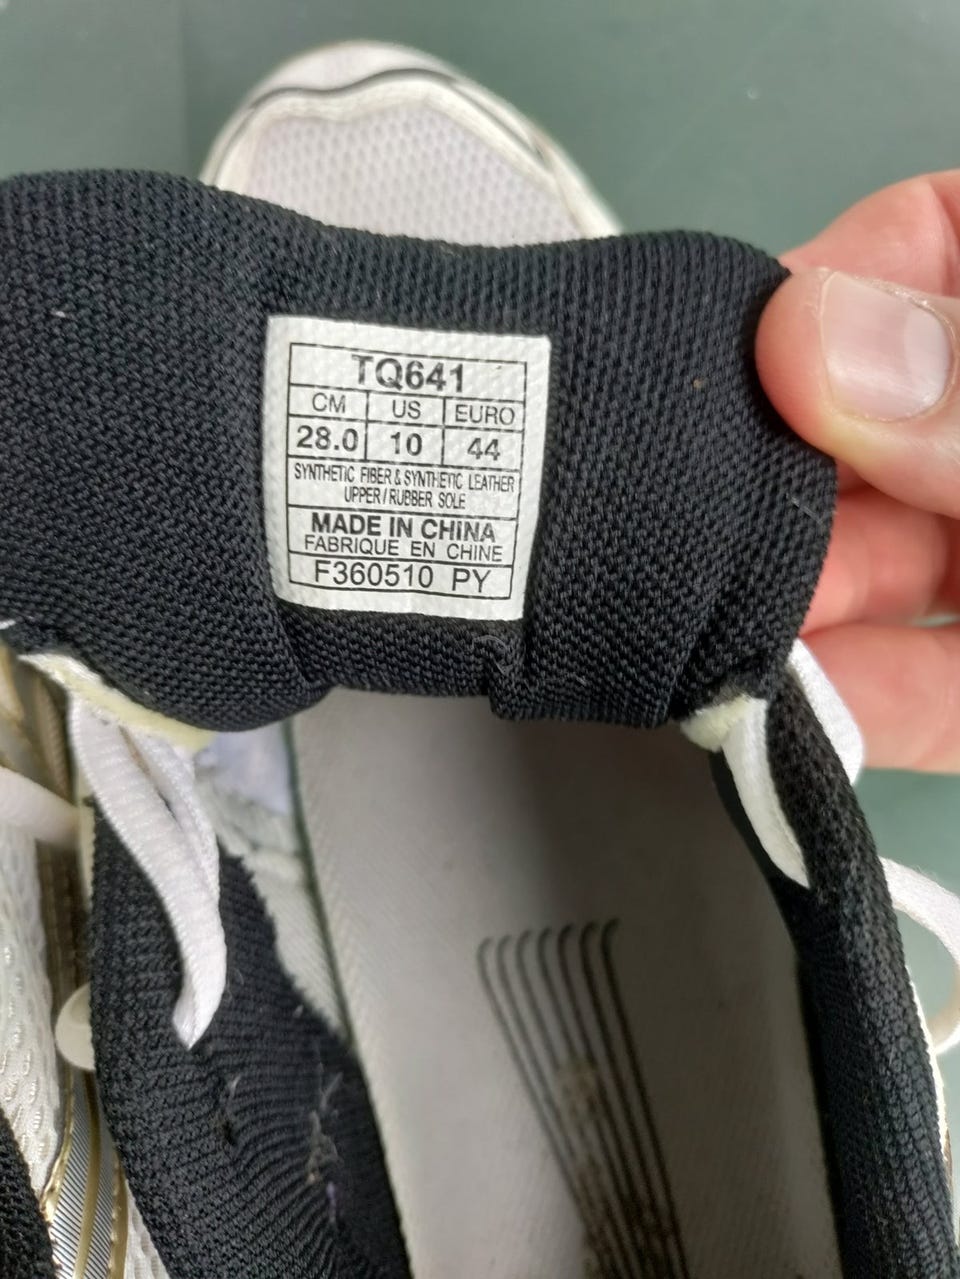 TQ641
CM US EURO
28.0 10 44
SYNTHETIC FIBER & SYNTHETIC LEATHER
UPPER / RUBBER SOLE
MADE IN CHINA
FABRIQUE EN CHINE
F360510 PY